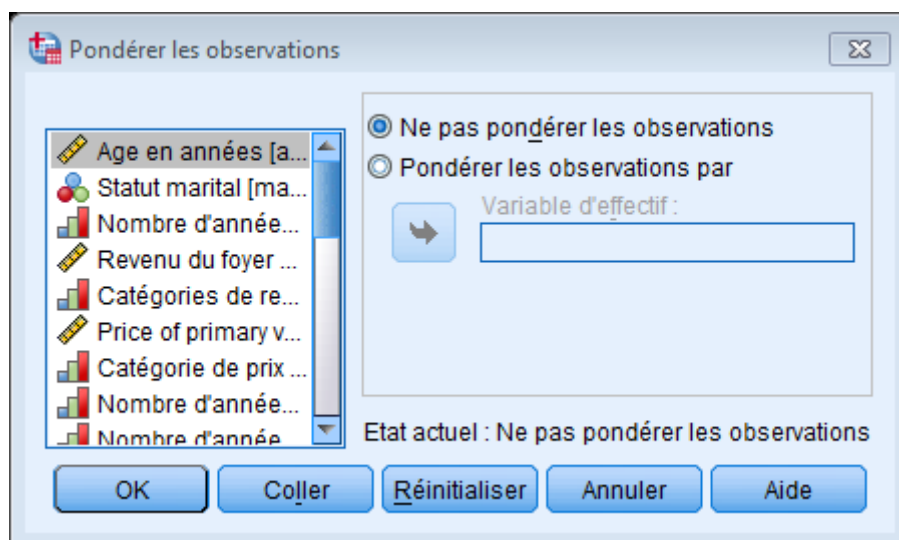 Pondérer les observations
Age en années [a...
Statut marital [ma...
Nombre d'année...
Revenu du foyer ...
Catégories de re...
Price of primary v...
Catégorie de prix ...
Nombre d'année...
Nombre d'année
Ne pas pondérer les observations
Pondérer les observations par
Variable d'effectif :
Etat actuel : Ne pas pondérer les observations
OK
Coller
Réinitialiser
Annuler
Aide